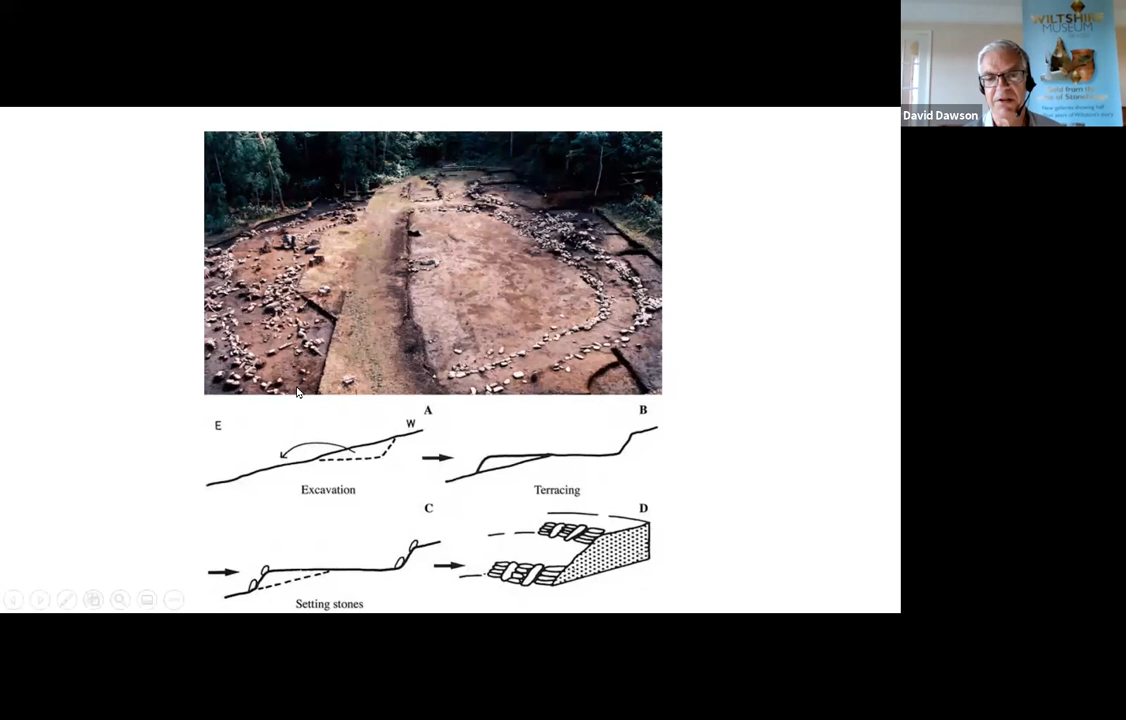 WILTSHIRE
MUSEUM
David Dawson
E
W
A
B
Excavation
Terracing
C
D
Setting stones